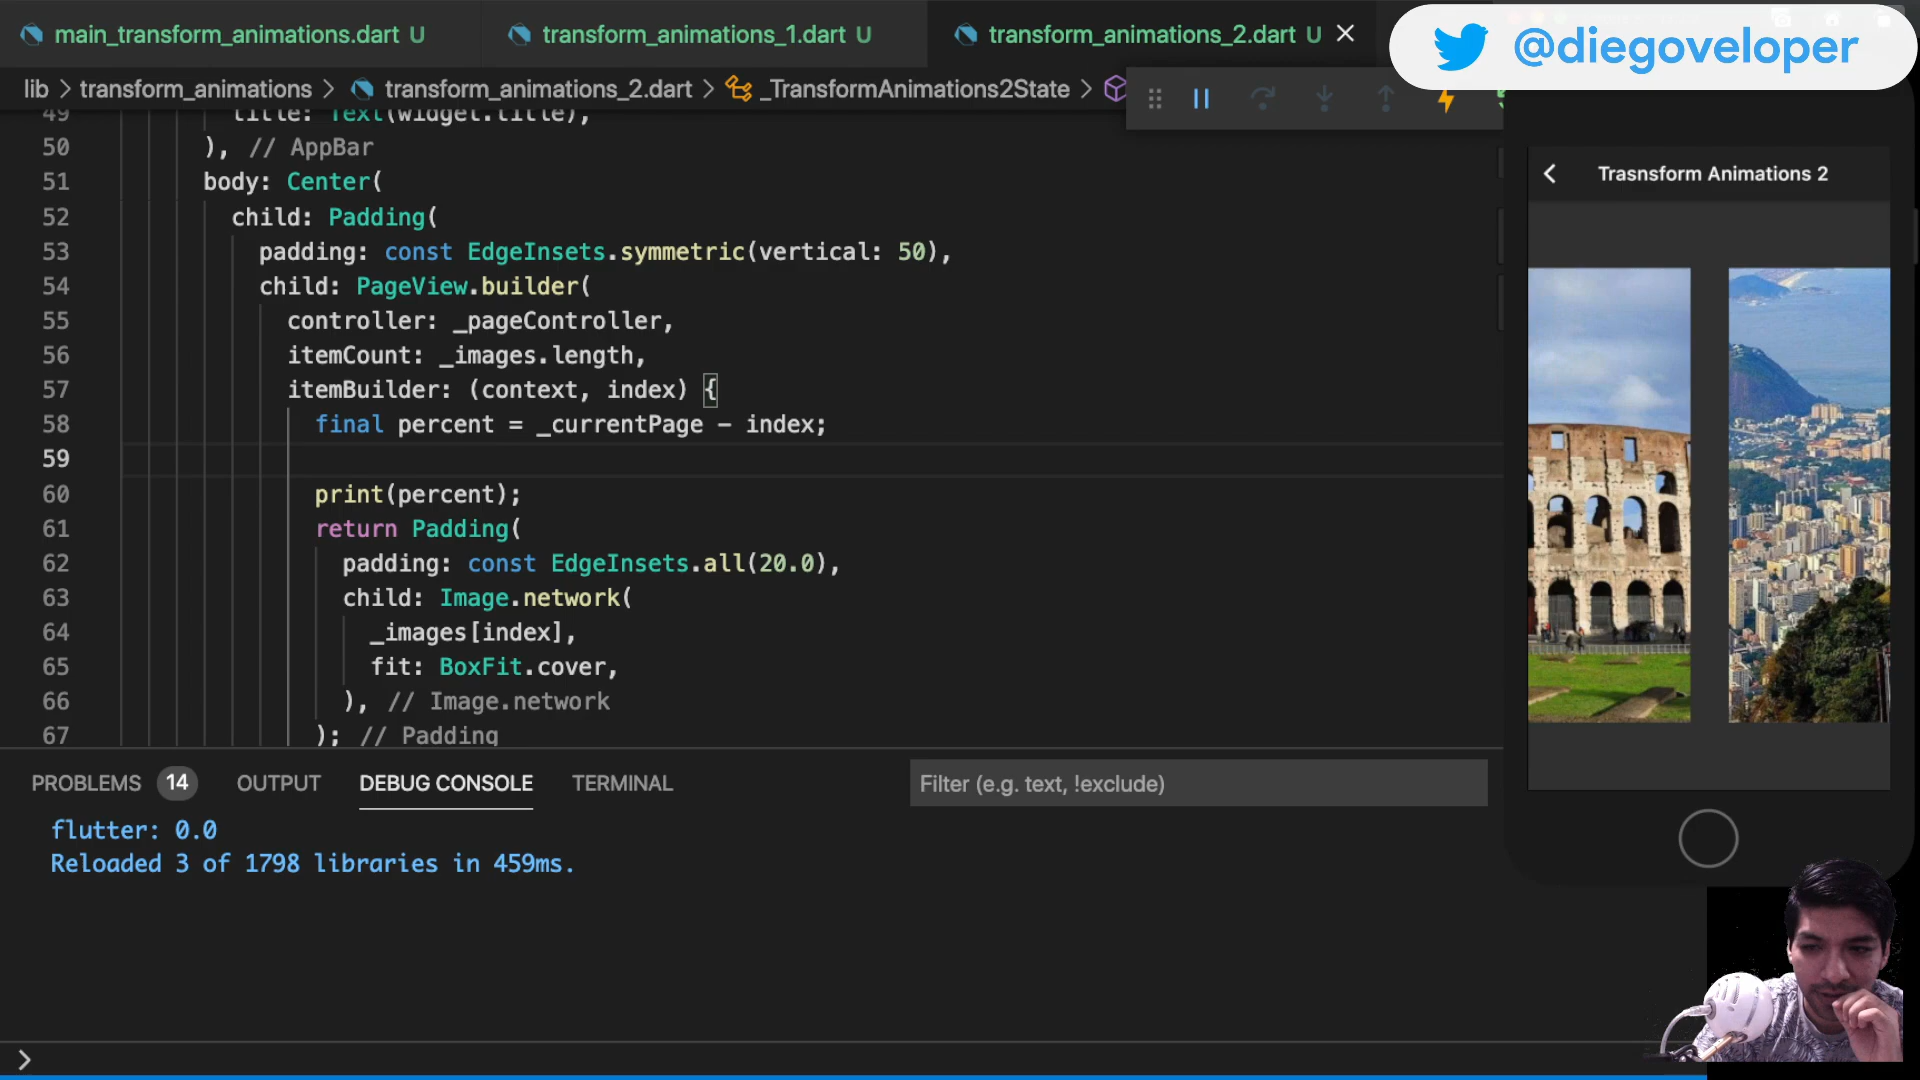 main_transform_animations.dart U
transform_animations_1.dart U
transform_animations_2.dart U
@diegoveloper
lib > transform_animations > transform_animations_2.dart > _TransformAnimations2State >
49 title: Text(widget.title),
50 ), // AppBar
51 body: Center(
52 child: Padding(
53 padding: const EdgeInsets.symmetric(vertical: 50),
54 child: PageView.builder(
55 controller: _pageController,
56 itemCount: _images.length,
57 itemBuilder: (context, index) {
58 final percent = _currentPage - index;
59
60 print(percent);
61 return Padding(
62 padding: const EdgeInsets.all(20.0),
63 child: Image.network(
64 _images[index],
65 fit: BoxFit.cover,
66 ), // Image.network
67 ); // Padding
Trasnsform Animations 2
PROBLEMS 14 OUTPUT DEBUG CONSOLE TERMINAL
Filter (e.g. text, !exclude)
flutter: 0.0
Reloaded 3 of 1798 libraries in 459ms.